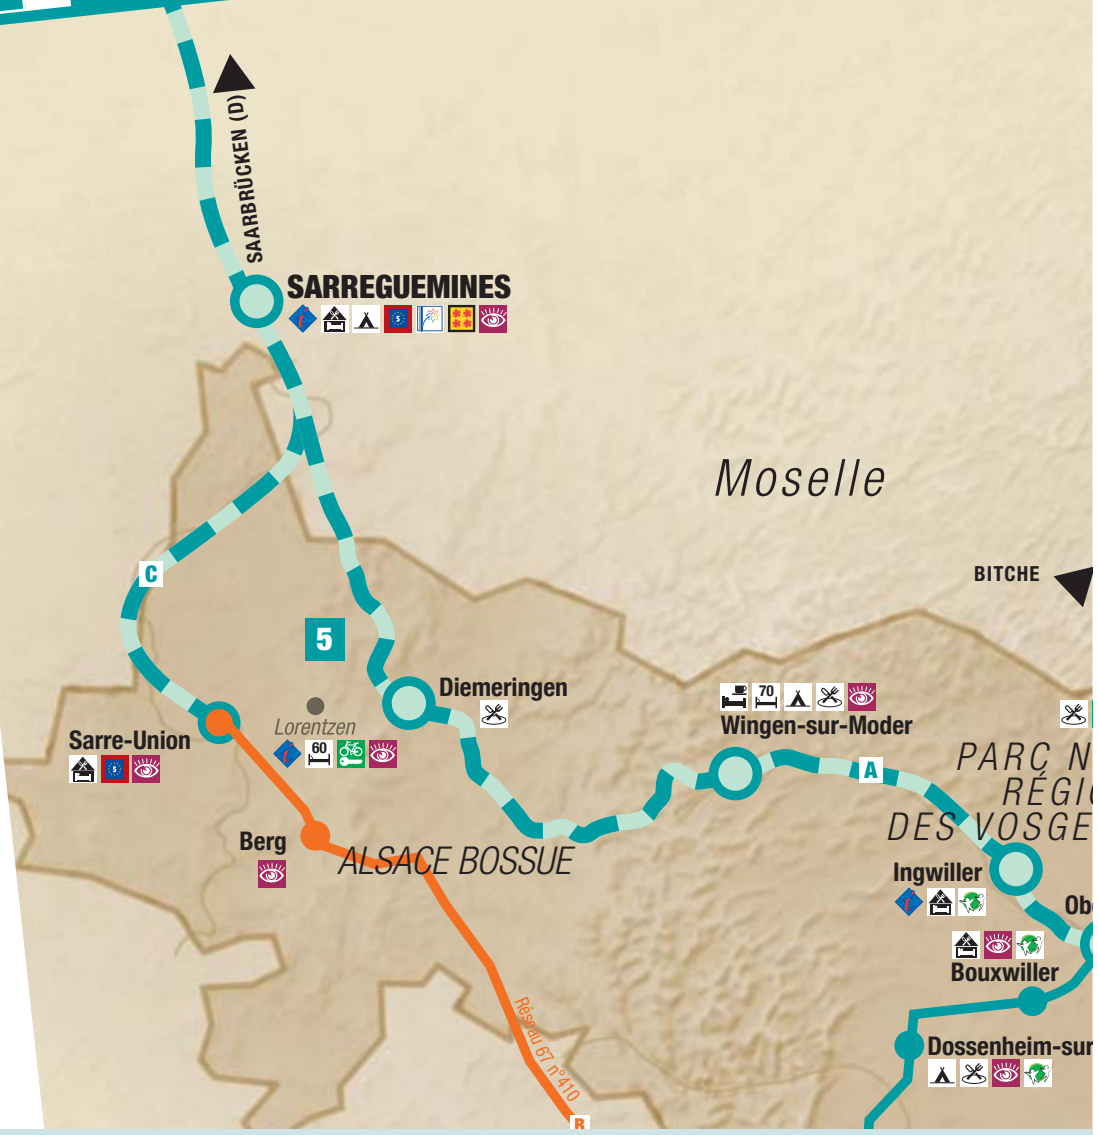 SAARBRÜCKEN (D)
SARREGUEMINES
Moselle
BITCHE
C
5
Diemeringen
70
Wingen-sur-Moder
Lorentzen
60
Sarre-Union
A
PARC N
RÉGI
DES VOSGE
Berg
ALSACE BOSSUE
Ingwiller
Obe
Bouxwiller
Réseau 67 n°410
Dossenheim-sur
B